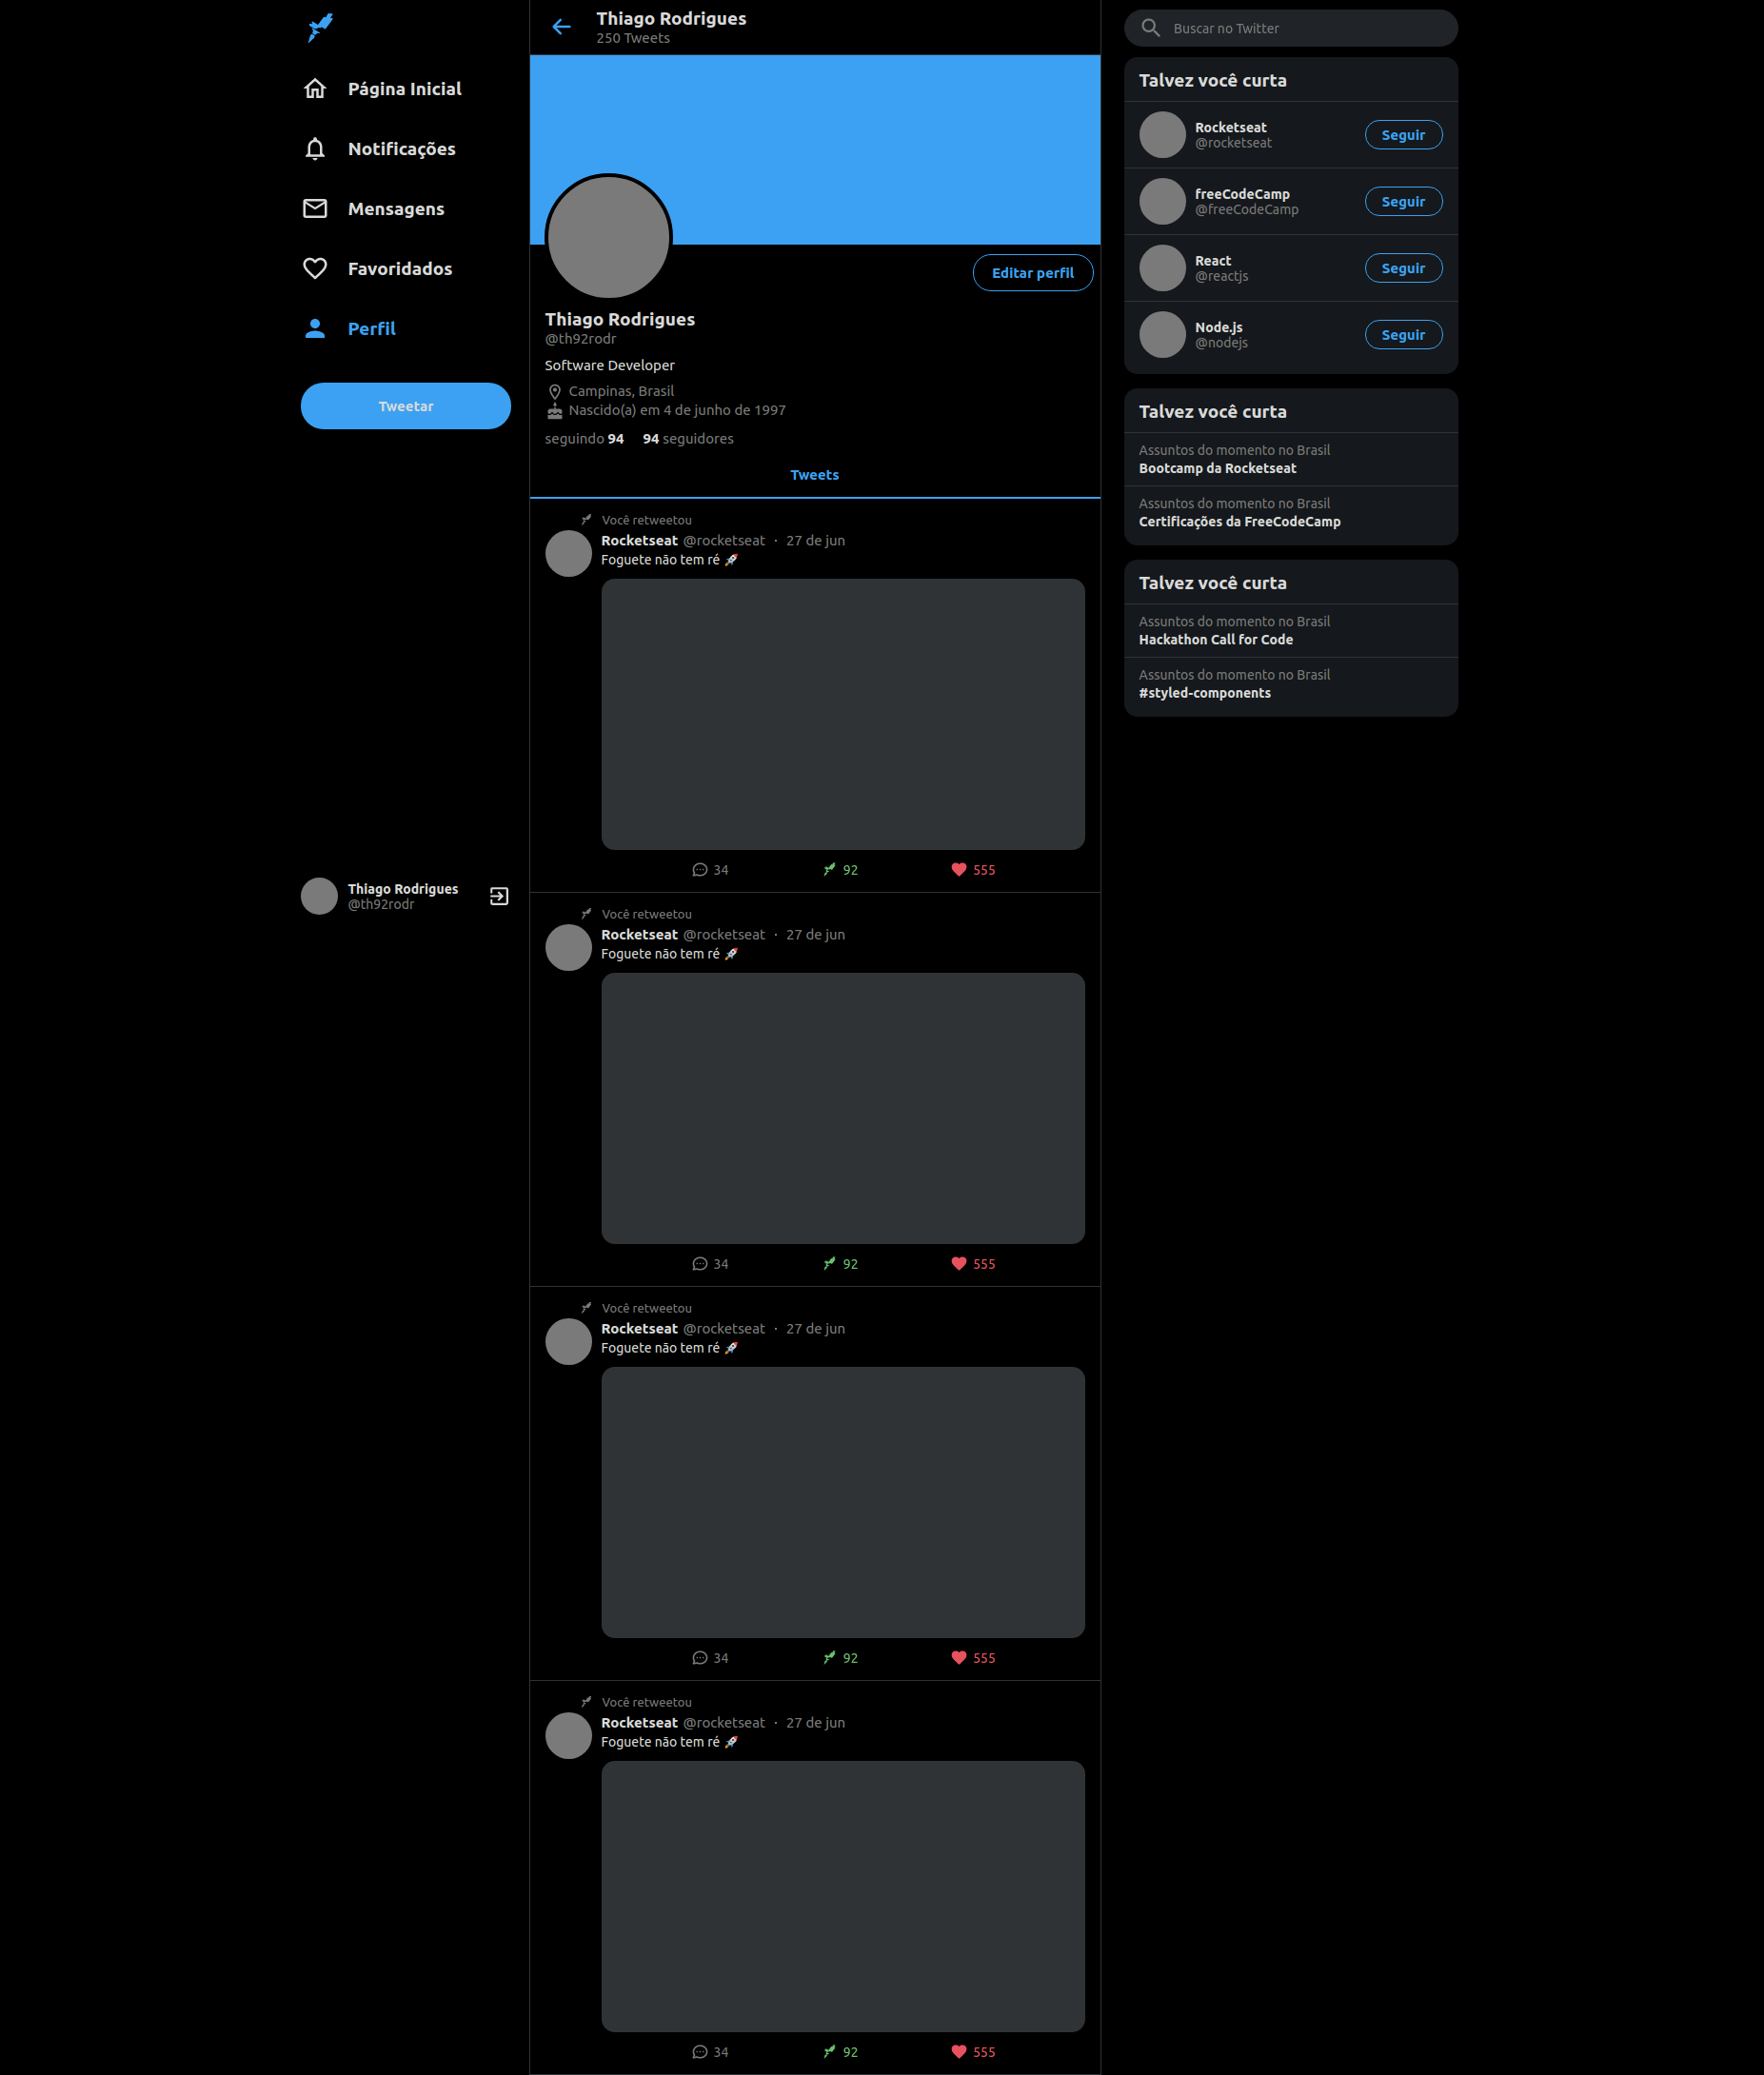 Página Inicial
Notificações
Mensagens
Favoridados
Perfil
Tweetar
Thiago Rodrigues
@th92rodr
Thiago Rodrigues
250 Tweets
Editar perfil
Thiago Rodrigues
@th92rodr
Software Developer
Campinas, Brasil
Nascido(a) em 4 de junho de 1997
seguindo 94 94 seguidores
Tweets
Você retweetou
Rocketseat @rocketseat · 27 de jun
Foguete não tem ré 🚀
34 92 555
Você retweetou
Rocketseat @rocketseat · 27 de jun
Foguete não tem ré 🚀
34 92 555
Você retweetou
Rocketseat @rocketseat · 27 de jun
Foguete não tem ré 🚀
34 92 555
Você retweetou
Rocketseat @rocketseat · 27 de jun
Foguete não tem ré 🚀
34 92 555
Buscar no Twitter
Talvez você curta
Rocketseat
@rocketseat
Seguir
freeCodeCamp
@freeCodeCamp
Seguir
React
@reactjs
Seguir
Node.js
@nodejs
Seguir
Talvez você curta
Assuntos do momento no Brasil
Bootcamp da Rocketseat
Assuntos do momento no Brasil
Certificações da FreeCodeCamp
Talvez você curta
Assuntos do momento no Brasil
Hackathon Call for Code
Assuntos do momento no Brasil
#styled-components